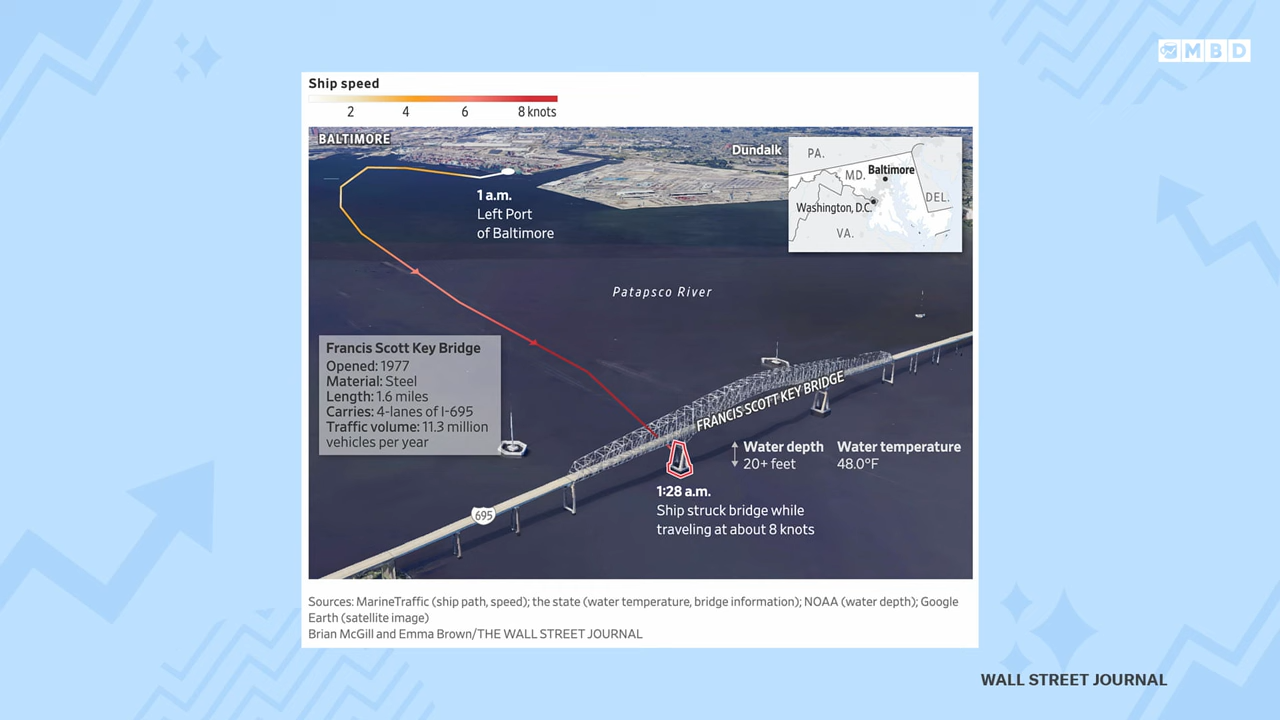 MBD
Ship speed
2 4 6 8 knots
BALTIMORE
Dundalk
PA.
MD.
Baltimore
DEL.
Washington, D.C.
VA.
1 a.m.
Left Port
of Baltimore
Patapsco River
Francis Scott Key Bridge
Opened: 1977
Material: Steel
Length: 1.6 miles
Carries: 4-lanes of I-695
Traffic volume: 11.3 million
vehicles per year
FRANCIS SCOTT KEY BRIDGE
Water depth
20+ feet
Water temperature
48.0°F
1:28 a.m.
Ship struck bridge while
traveling at about 8 knots
695
Sources: MarineTraffic (ship path, speed); the state (water temperature, bridge information); NOAA (water depth); Google
Earth (satellite image)
Brian McGill and Emma Brown/THE WALL STREET JOURNAL
WALL STREET JOURNAL